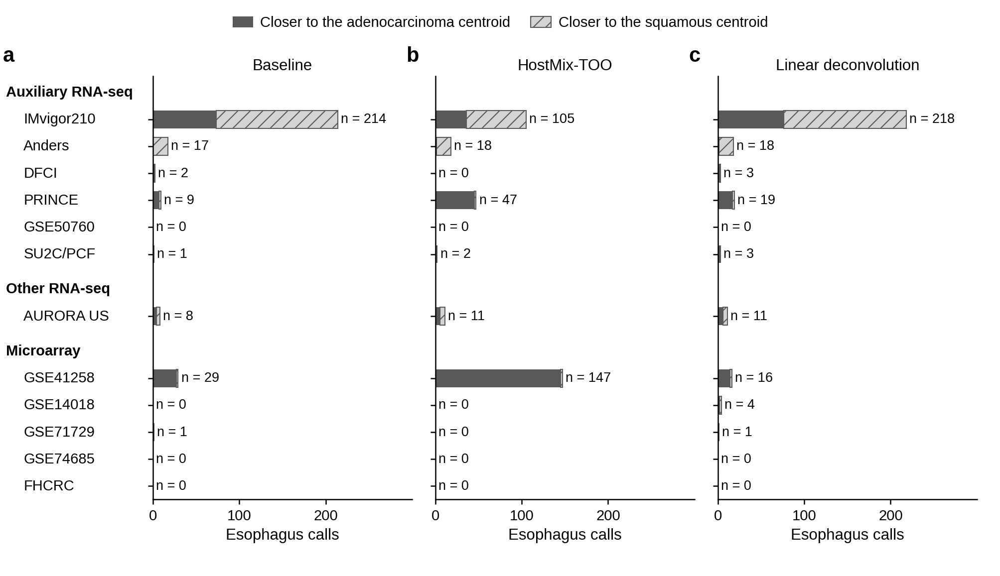 Closer to the adenocarcinoma centroid Closer to the squamous centroid
a b c
Baseline HostMix-TOO Linear deconvolution
Auxiliary RNA-seq
IMvigor210 n = 214 n = 105 n = 218
Anders n = 17 n = 18 n = 18
DFCI n = 2 n = 0 n = 3
PRINCE n = 9 n = 47 n = 19
GSE50760 n = 0 n = 0 n = 0
SU2C/PCF n = 1 n = 2 n = 3
Other RNA-seq
AURORA US n = 8 n = 11 n = 11
Microarray
GSE41258 n = 29 n = 147 n = 16
GSE14018 n = 0 n = 0 n = 4
GSE71729 n = 1 n = 0 n = 1
GSE74685 n = 0 n = 0 n = 0
FHCRC n = 0 n = 0 n = 0
0 100 200 0 100 200 0 100 200
Esophagus calls Esophagus calls Esophagus calls